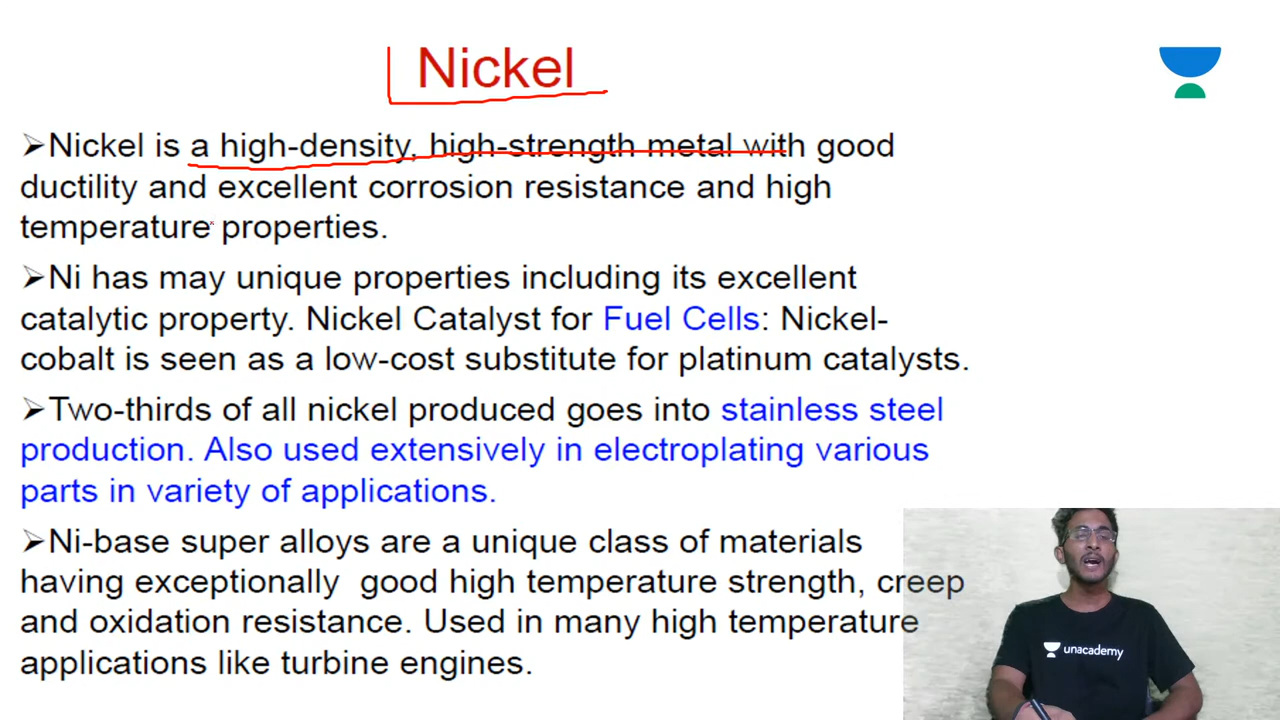 Nickel
➢Nickel is a high-density, high-strength metal with good
ductility and excellent corrosion resistance and high
temperature properties.
➢Ni has may unique properties including its excellent
catalytic property. Nickel Catalyst for Fuel Cells: Nickel-
cobalt is seen as a low-cost substitute for platinum catalysts.
➢Two-thirds of all nickel produced goes into stainless steel
production. Also used extensively in electroplating various
parts in variety of applications.
➢Ni-base super alloys are a unique class of materials
having exceptionally good high temperature strength, creep
and oxidation resistance. Used in many high temperature
applications like turbine engines.
unacademy